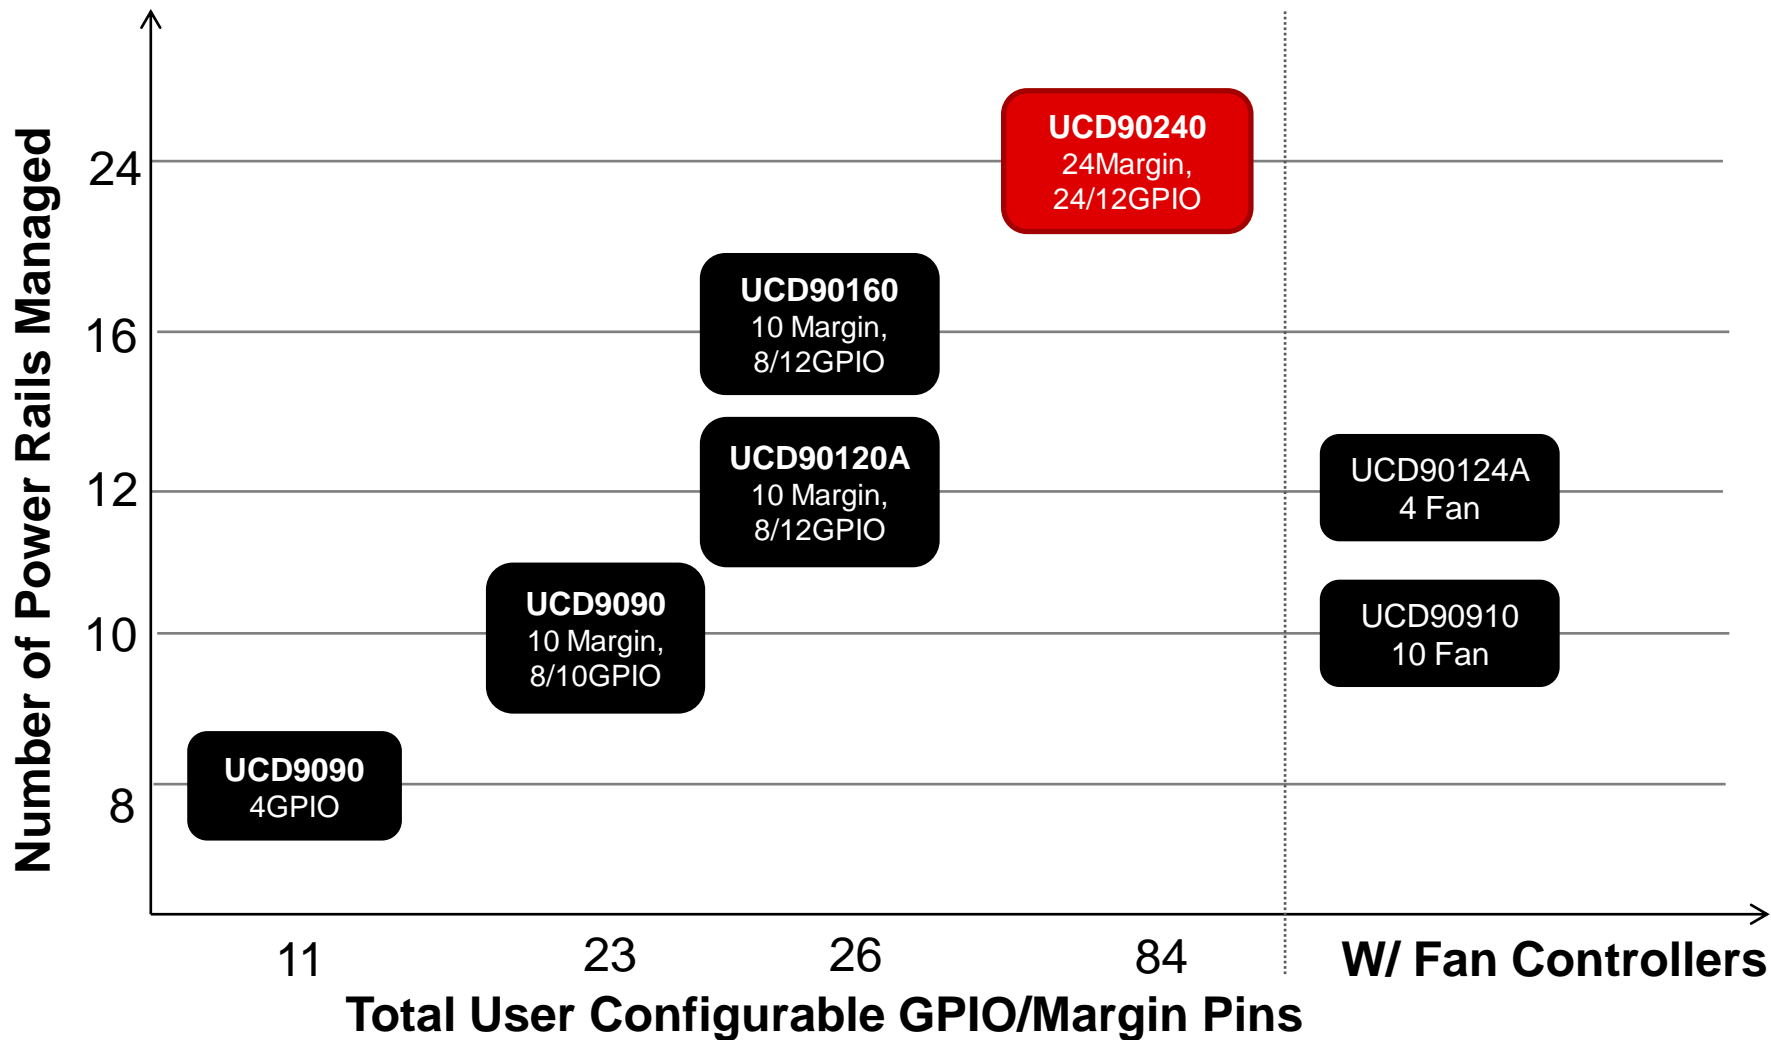 Number of Power Rails Managed
24
16
12
10
8
UCD90240
24Margin,
24/12GPIO
UCD90160
10 Margin,
8/12GPIO
UCD90120A
10 Margin,
8/12GPIO
UCD90124A
4 Fan
UCD9090
10 Margin,
8/10GPIO
UCD90910
10 Fan
UCD9090
4GPIO
11
23
26
84
W/ Fan Controllers
Total User Configurable GPIO/Margin Pins